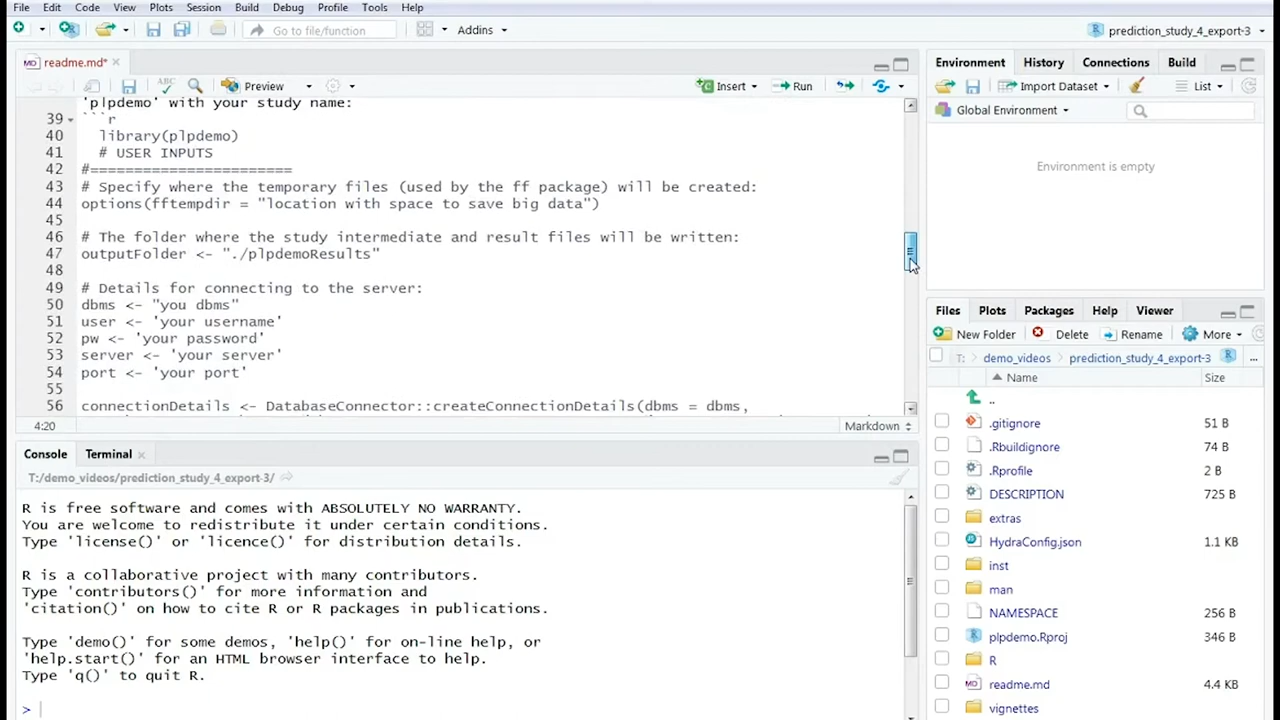 File Edit Code View Plots Session Build Debug Profile Tools Help
Go to file/function Addins prediction_study_4_export-3
readme.md*
Preview Insert Run
'plpdemo' with your study name:
39 ```r
40 library(plpdemo)
41 # USER INPUTS
42 #=======================
43 # Specify where the temporary files (used by the ff package) will be created:
44 options(fftempdir = "location with space to save big data")
45
46 # The folder where the study intermediate and result files will be written:
47 outputFolder <- "./plpdemoResults"
48
49 # Details for connecting to the server:
50 dbms <- "you dbms"
51 user <- 'your username'
52 pw <- 'your password'
53 server <- 'your server'
54 port <- 'your port'
55
56 connectionDetails <- DatabaseConnector::createConnectionDetails(dbms = dbms,
4:20 Markdown
Console Terminal
T:/demo_videos/prediction_study_4_export-3/
R is free software and comes with ABSOLUTELY NO WARRANTY.
You are welcome to redistribute it under certain conditions.
Type 'license()' or 'licence()' for distribution details.
R is a collaborative project with many contributors.
Type 'contributors()' for more information and
'citation()' on how to cite R or R packages in publications.
Type 'demo()' for some demos, 'help()' for on-line help, or
'help.start()' for an HTML browser interface to help.
Type 'q()' to quit R.
>
Environment History Connections Build
Import Dataset List
Global Environment
Environment is empty
Files Plots Packages Help Viewer
New Folder Delete Rename More
T: demo_videos prediction_study_4_export-3 ...
Name Size
..
.gitignore 51 B
.Rbuildignore 74 B
.Rprofile 2 B
DESCRIPTION 725 B
extras
HydraConfig.json 1.1 KB
inst
man
NAMESPACE 256 B
plpdemo.Rproj 346 B
R
readme.md 4.4 KB
vignettes